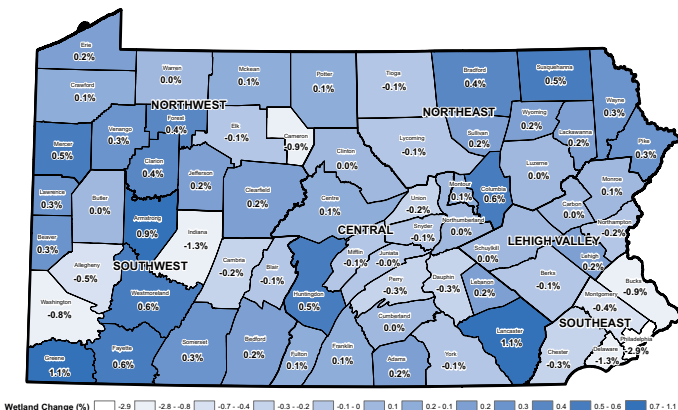 Erie
0.2%
Crawford
0.1%
Warren
0.0%
Mckean
0.1%
Potter
0.1%
Tioga
-0.1%
Bradford
0.4%
Susquehanna
0.5%
Wayne
0.3%
NORTHWEST
NORTHEAST
Forest
0.4%
Elk
-0.1%
Cameron
-0.9%
Wyoming
0.2%
Lackawanna
0.2%
Pike
0.3%
Mercer
0.5%
Venango
0.3%
Clarion
0.4%
Jefferson
0.2%
Clinton
0.0%
Lycoming
-0.1%
Sullivan
0.2%
Luzerne
0.0%
Monroe
0.1%
Lawrence
0.3%
Butler
0.0%
Armstrong
0.9%
Clearfield
0.2%
Centre
0.1%
Union
-0.2%
Montour
0.1%
Columbia
0.6%
Carbon
0.0%
Northampton
-0.2%
Beaver
0.3%
Indiana
-1.3%
CENTRAL
Snyder
-0.1%
Northumberland
0.0%
Schuylkill
0.0%
LEHIGH VALLEY
Lehigh
0.2%
Allegheny
-0.5%
SOUTHWEST
Cambria
-0.2%
Blair
-0.1%
Mifflin
-0.1%
Juniata
-0.0%
Perry
-0.3%
Dauphin
-0.3%
Lebanon
0.2%
Berks
-0.1%
Bucks
-0.9%
Montgomery
-0.4%
Washington
-0.8%
Westmoreland
0.6%
Huntingdon
0.5%
Cumberland
0.0%
Lancaster
1.1%
SOUTHEAST
Philadelphia
-2.9%
Greene
1.1%
Fayette
0.6%
Somerset
0.3%
Bedford
0.2%
Fulton
0.1%
Franklin
0.1%
Adams
0.2%
York
-0.1%
Chester
-0.3%
Delaware
-1.3%
Wetland Change (%) -2.9 -2.8 - -0.8 -0.7 - -0.4 -0.3 - -0.2 -0.1 - 0 0.1 0.2 - 0.1 0.2 0.3 0.4 0.5 - 0.6 0.7 - 1.1